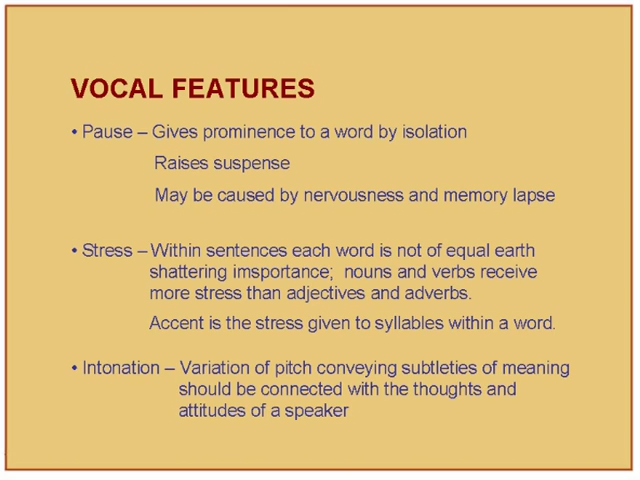 VOCAL FEATURES
• Pause – Gives prominence to a word by isolation
Raises suspense
May be caused by nervousness and memory lapse
• Stress – Within sentences each word is not of equal earth
shattering imsportance; nouns and verbs receive
more stress than adjectives and adverbs.
Accent is the stress given to syllables within a word.
• Intonation – Variation of pitch conveying subtleties of meaning
should be connected with the thoughts and
attitudes of a speaker